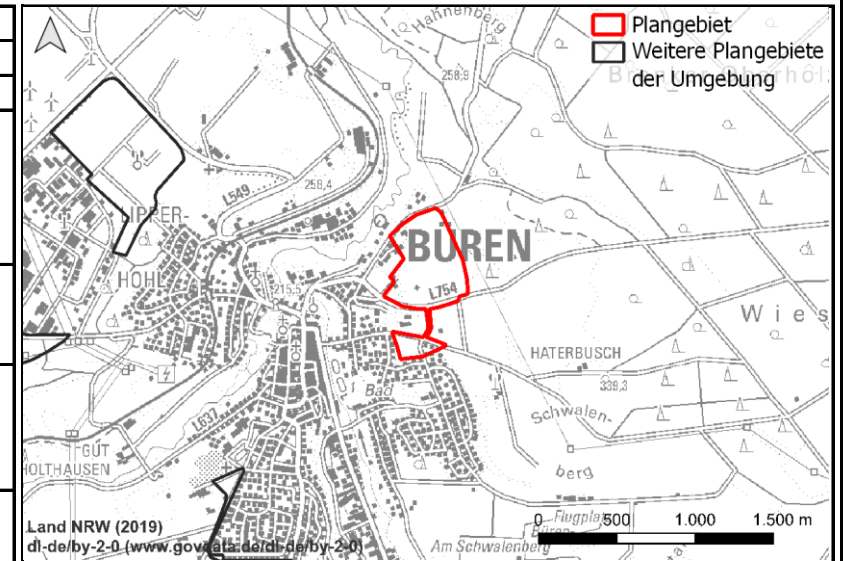 Plangebiet
Weitere Plangebiete
der Umgebung
Hahnenberg
258,9
L549
258,4
LIPPER-
HOHL
BÜREN
215,5
L754
Wies
HATERBUSCH
339,3
Bad
Schwalen-
berg
L637
GUT
HOLTHAUSEN
Land NRW (2019)
dl-de/by-2-0 (www.govdata.de/dl-de/by-2-0)
Am Schwalenberg
Flugplatz
Büren-
0 500 1.000 1.500 m